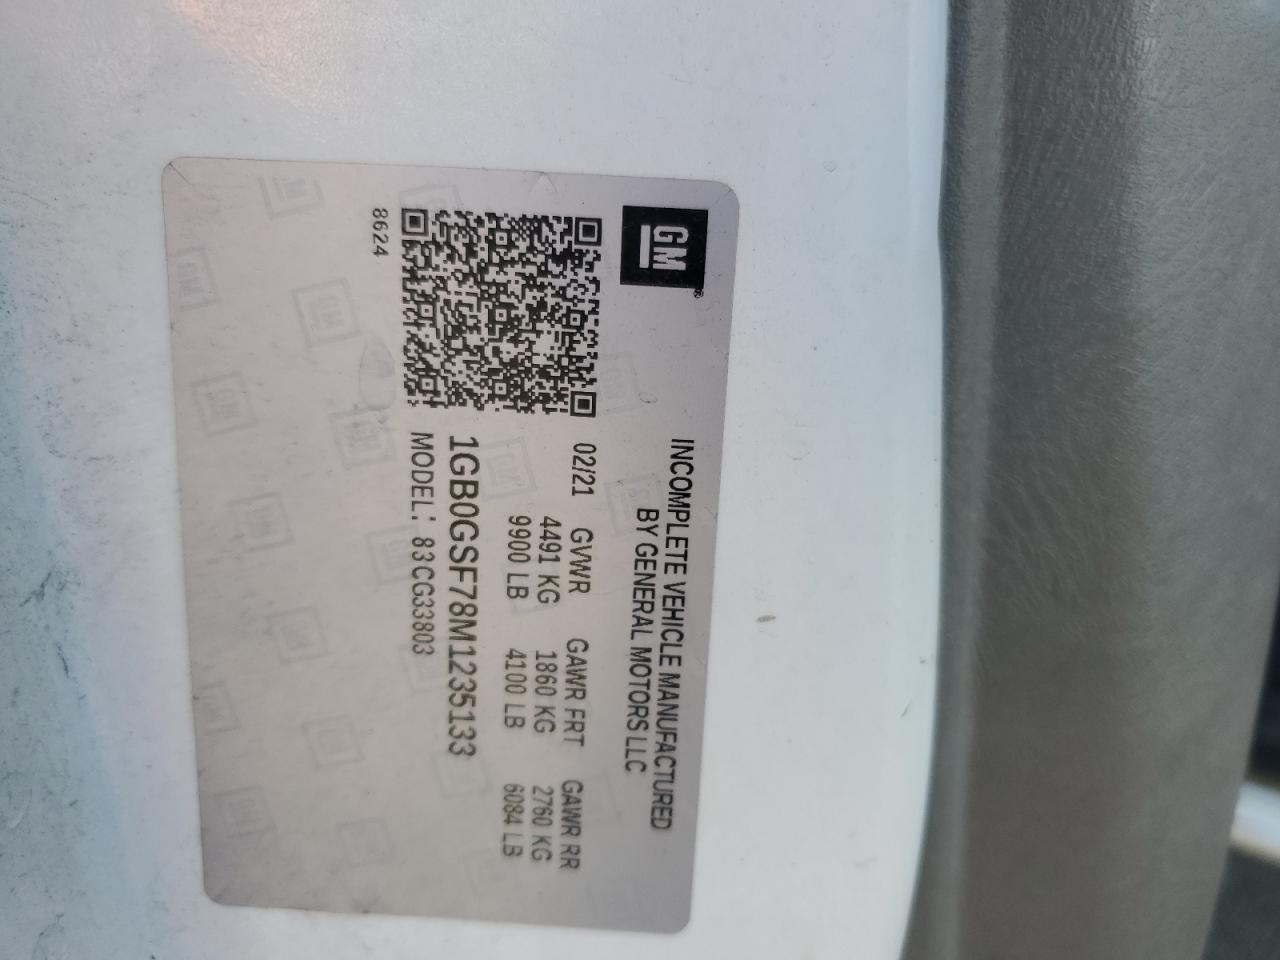 GM®
INCOMPLETE VEHICLE MANUFACTURED
BY GENERAL MOTORS LLC
02/21 GVWR GAWR FRT GAWR RR
4491 KG 1860 KG 2760 KG
9900 LB 4100 LB 6084 LB
1GB0GSF78M1235133
MODEL: 83CG33803
8624